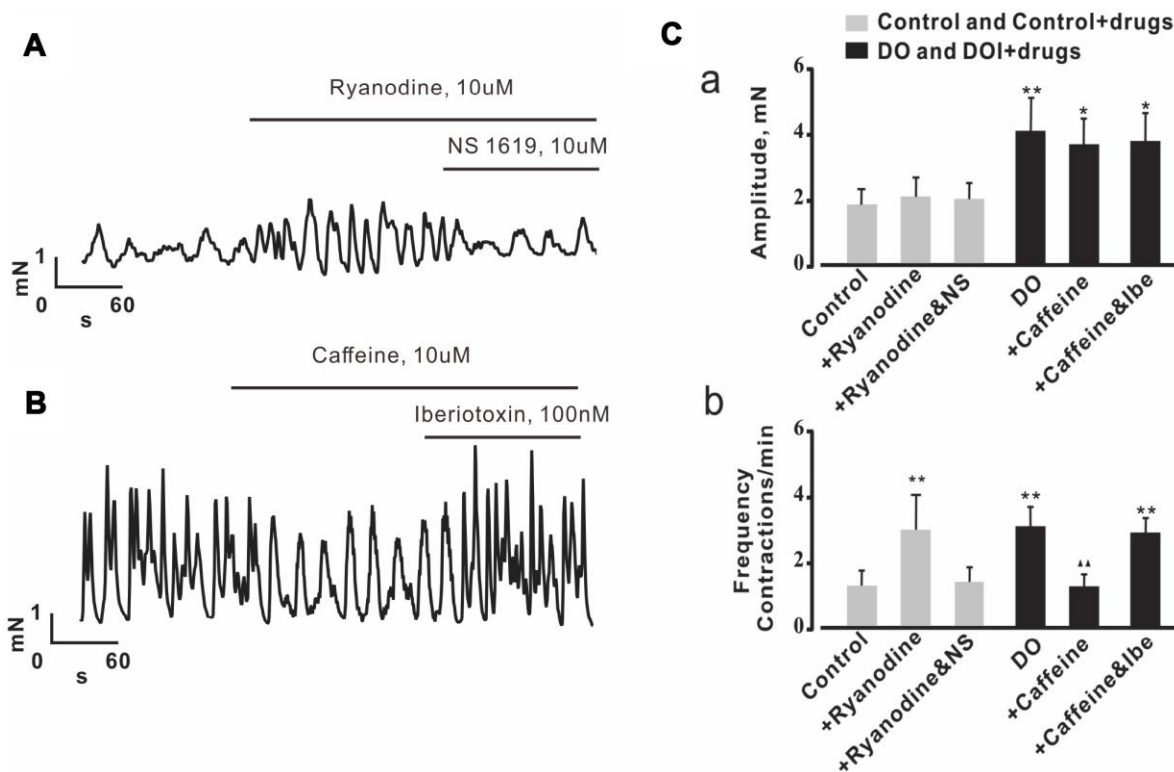 A
Ryanodine, 10uM
NS 1619, 10uM
1
mN
0 60
s
Caffeine, 10uM
B
Iberiotoxin, 100nM
1
mN
0 60
s
C
Control and Control+drugs
DO and DOI+drugs
a
Amplitude, mN
6
4
2
0
**
*
*
Control
+Ryanodine
+Ryanodine&NS
DO
+Caffeine
+Caffeine&Ibe
b
Frequency
Contractions/min
6
4
2
0
**
**
▲▲
**
Control
+Ryanodine
+Ryanodine&NS
DO
+Caffeine
+Caffeine&Ibe